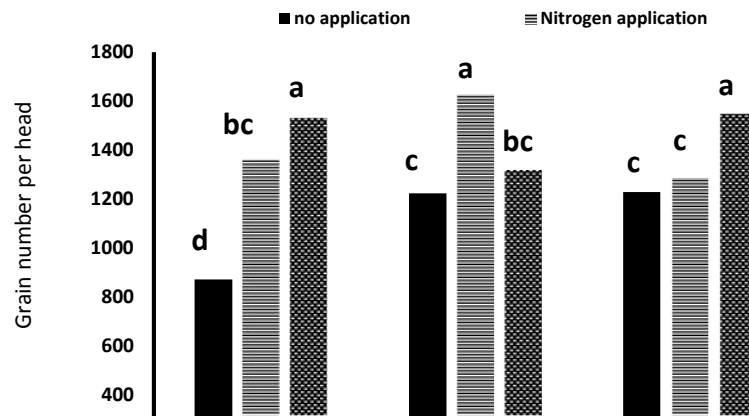 no application Nitrogen application
Grain number per head
1800
1600
1400
1200
1000
800
600
400
d bc a
c a bc
c c a